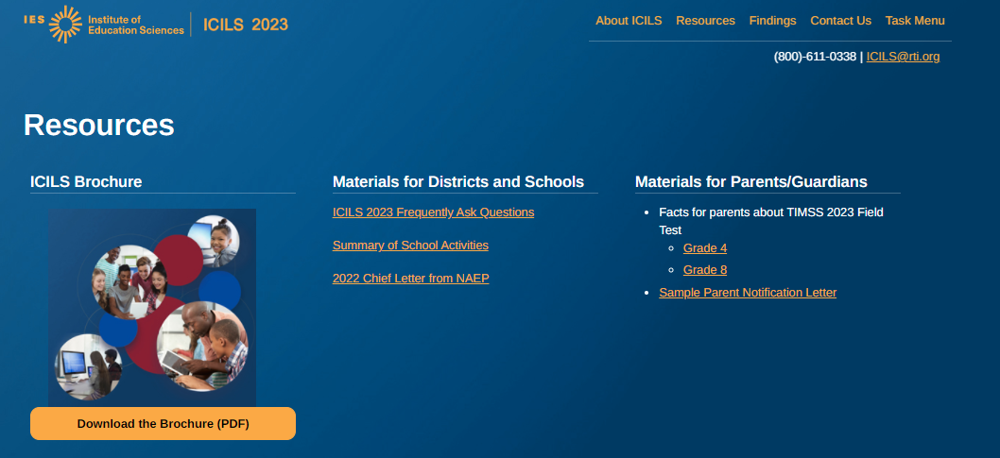 IES Institute of Education Sciences ICILS 2023
About ICILS Resources Findings Contact Us Task Menu
(800)-611-0338 | ICILS@rti.org
Resources
ICILS Brochure
Download the Brochure (PDF)
Materials for Districts and Schools
ICILS 2023 Frequently Ask Questions
Summary of School Activities
2022 Chief Letter from NAEP
Materials for Parents/Guardians
• Facts for parents about TIMSS 2023 Field
Test
◦ Grade 4
◦ Grade 8
• Sample Parent Notification Letter